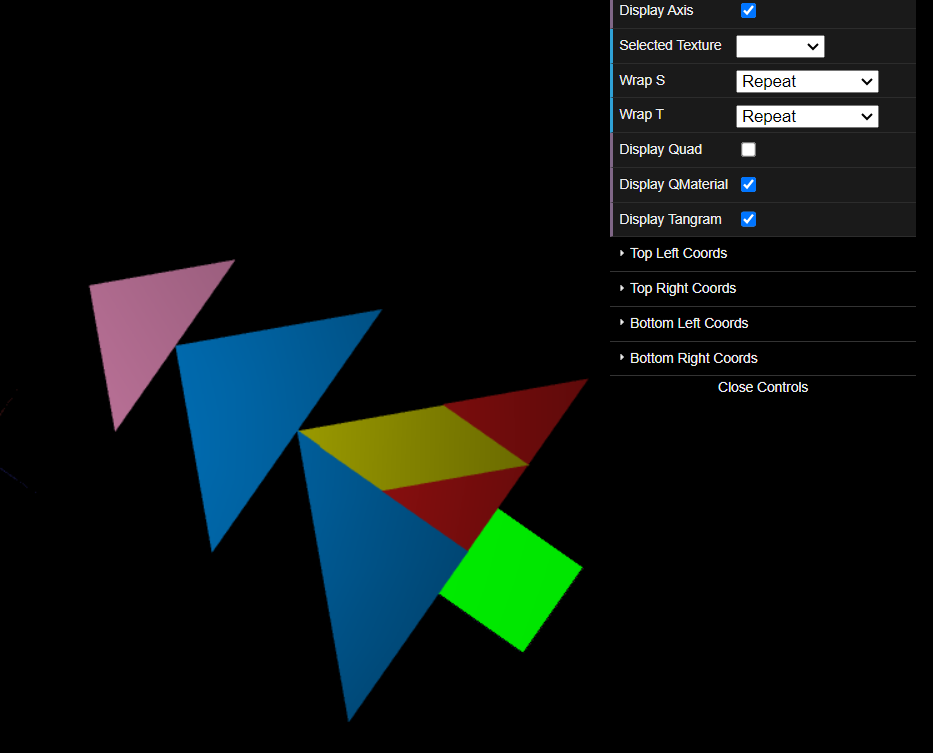 Display Axis
Selected Texture
Wrap S Repeat
Wrap T Repeat
Display Quad
Display QMaterial
Display Tangram
Top Left Coords
Top Right Coords
Bottom Left Coords
Bottom Right Coords
Close Controls